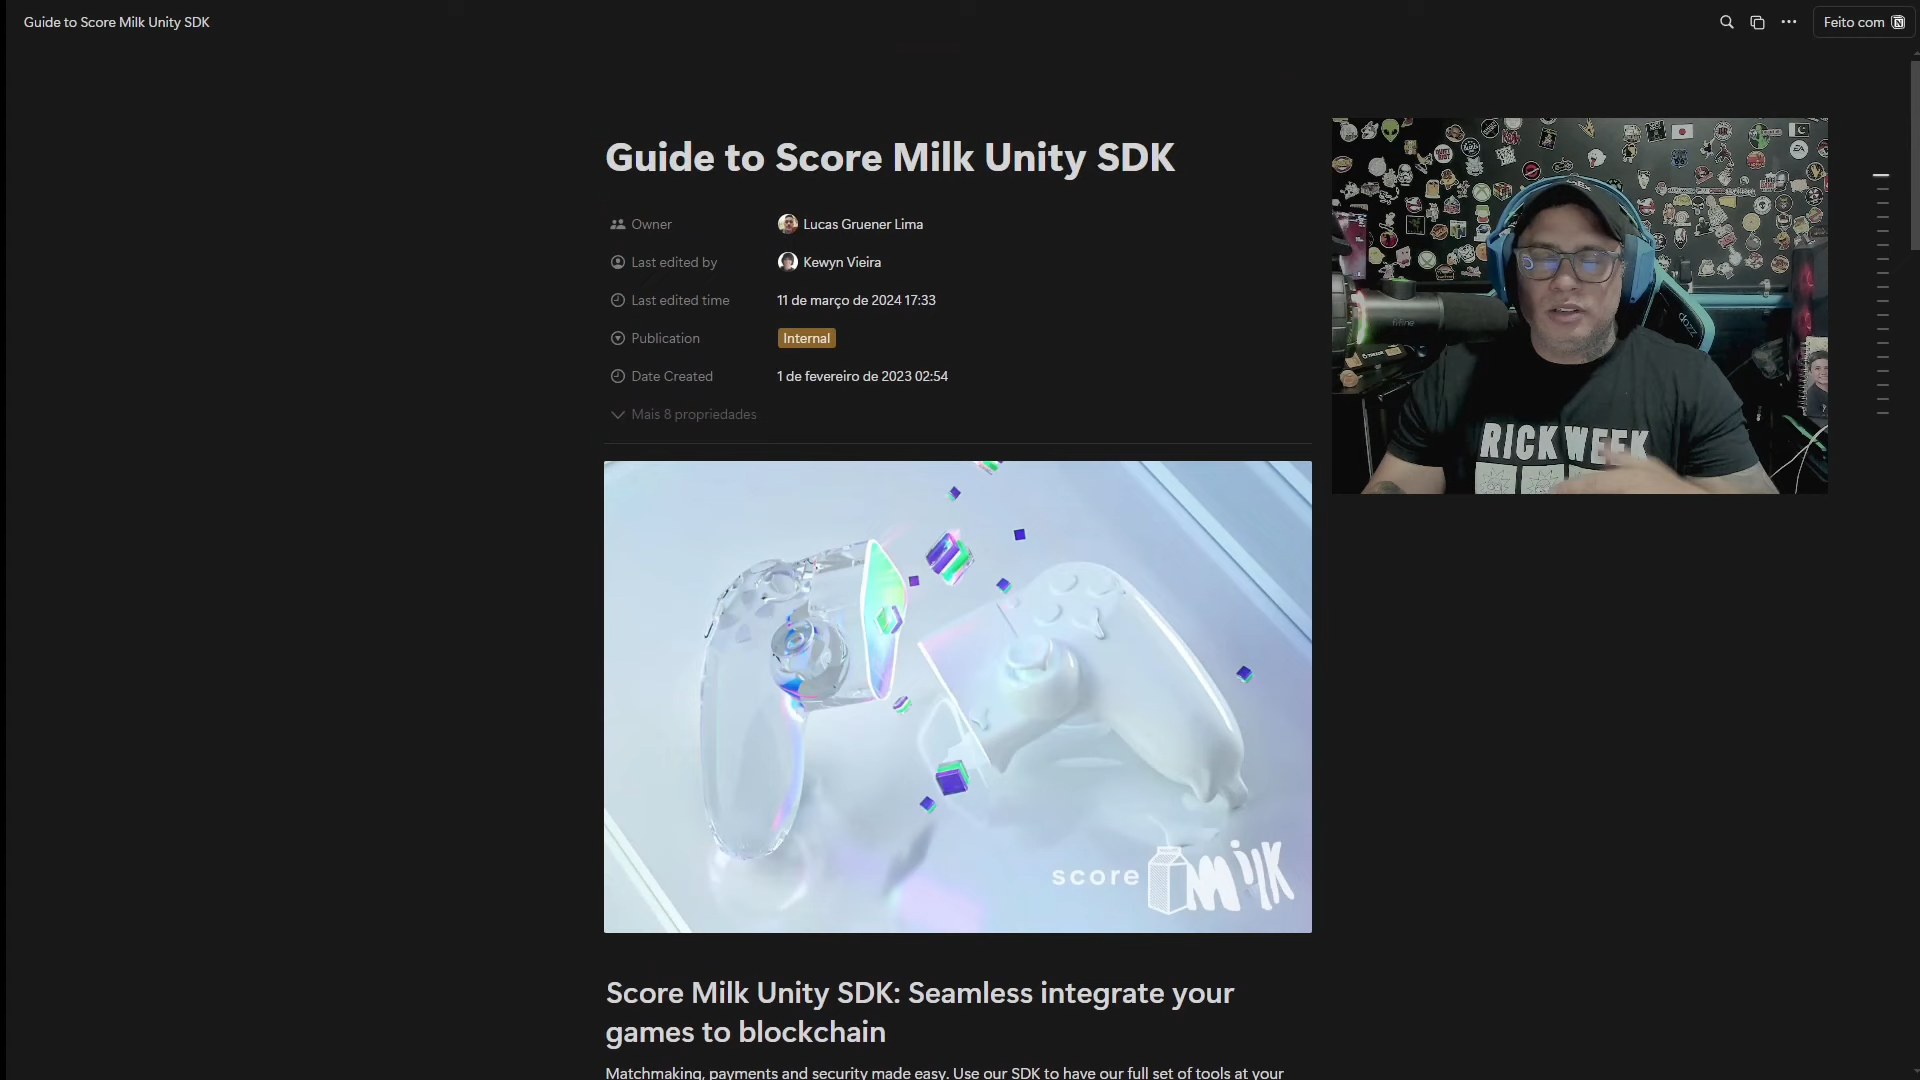 Guide to Score Milk Unity SDK
Feito com
Guide to Score Milk Unity SDK
Owner
Lucas Gruener Lima
Last edited by
Kewyn Vieira
Last edited time
11 de março de 2024 17:33
Publication
Internal
Date Created
1 de fevereiro de 2023 02:54
Mais 8 propriedades
fifine
dazz
EA
RICK WEEK
score milk
Score Milk Unity SDK: Seamless integrate your
games to blockchain
Matchmaking, payments and security made easy. Use our SDK to have our full set of tools at your